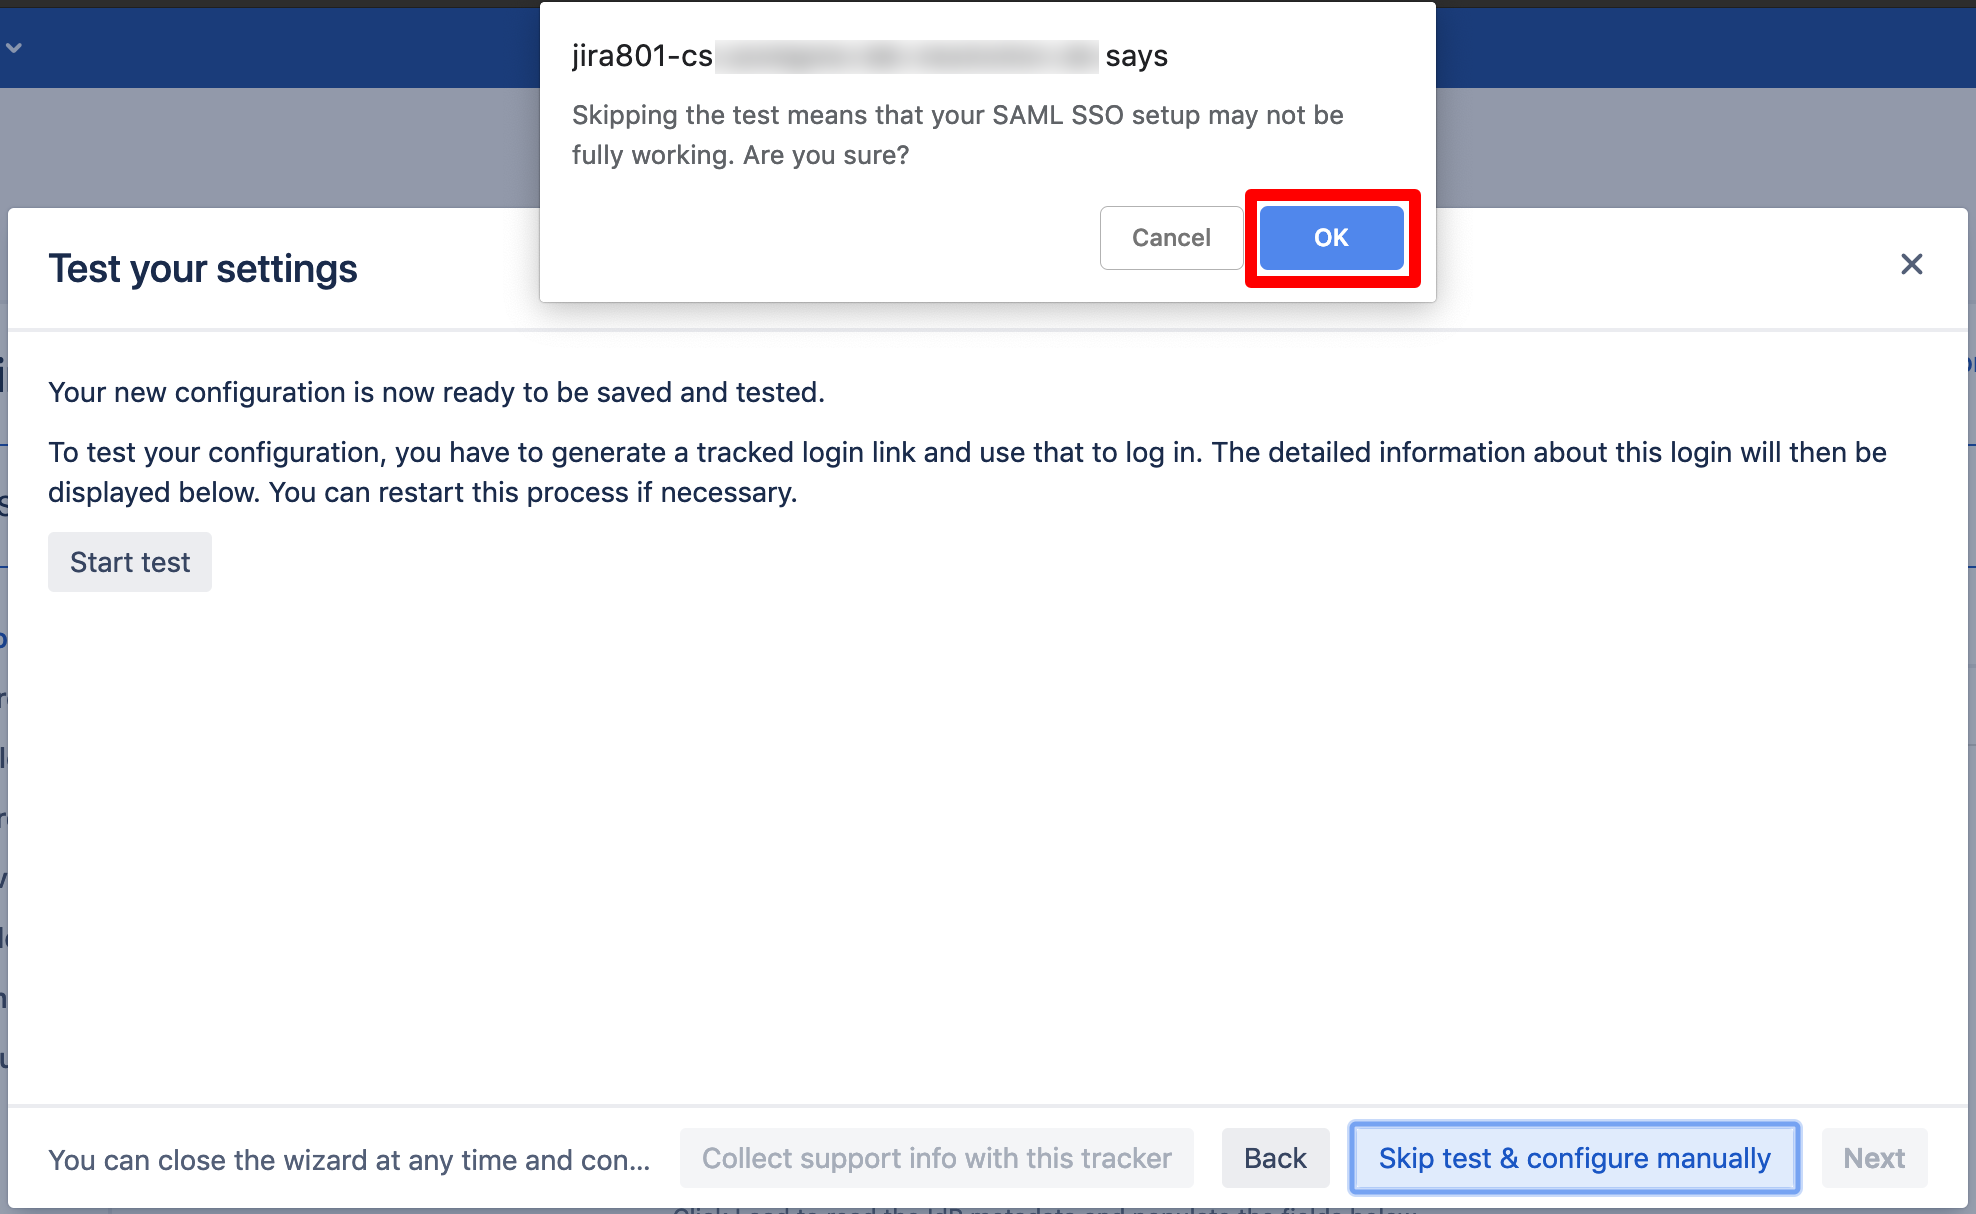 jira801-cs says
Skipping the test means that your SAML SSO setup may not be
fully working. Are you sure?
Cancel
OK
Test your settings
Your new configuration is now ready to be saved and tested.
To test your configuration, you have to generate a tracked login link and use that to log in. The detailed information about this login will then be
displayed below. You can restart this process if necessary.
Start test
You can close the wizard at any time and con...
Collect support info with this tracker
Back
Skip test & configure manually
Next